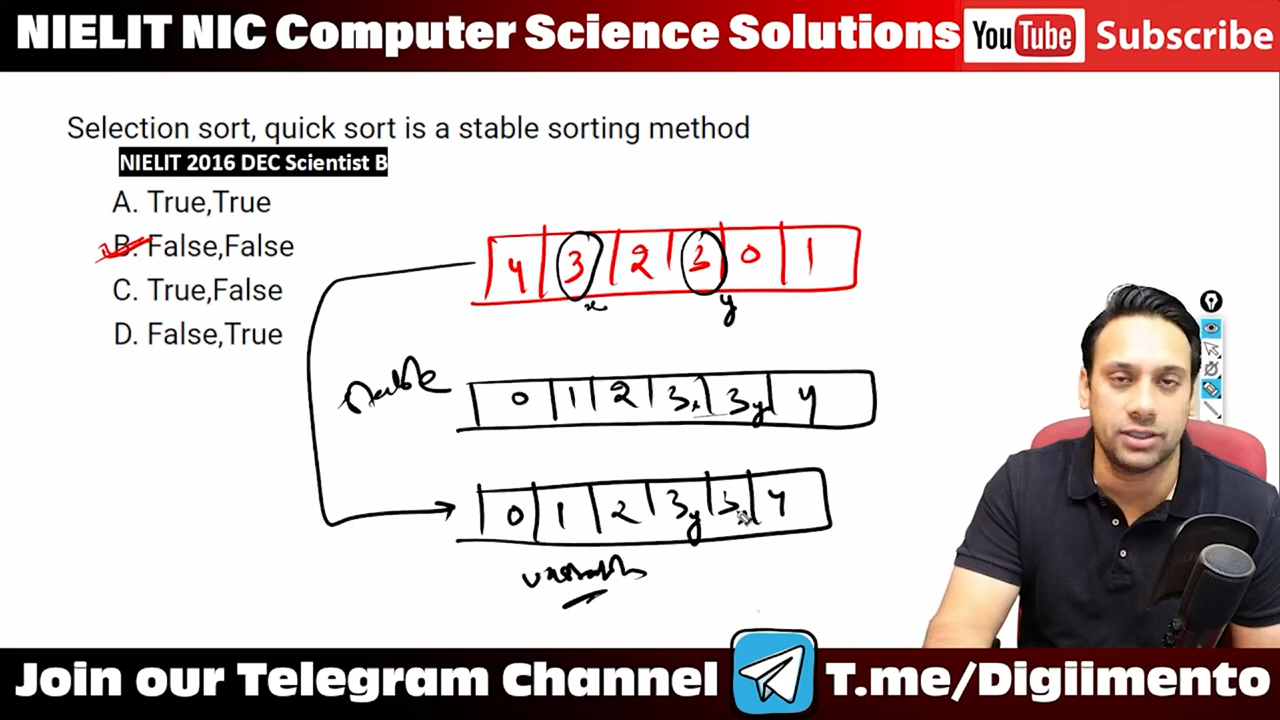 NIELIT NIC Computer Science Solutions YouTube Subscribe
Selection sort, quick sort is a stable sorting method
NIELIT 2016 DEC Scientist B
A. True,True
B. False,False
C. True,False
D. False,True
4 3 2 3 0 1
x y
stable
0 1 2 3x 3y 4
0 1 2 3y 3x 4
unstable
Join our Telegram Channel T.me/Digiimento